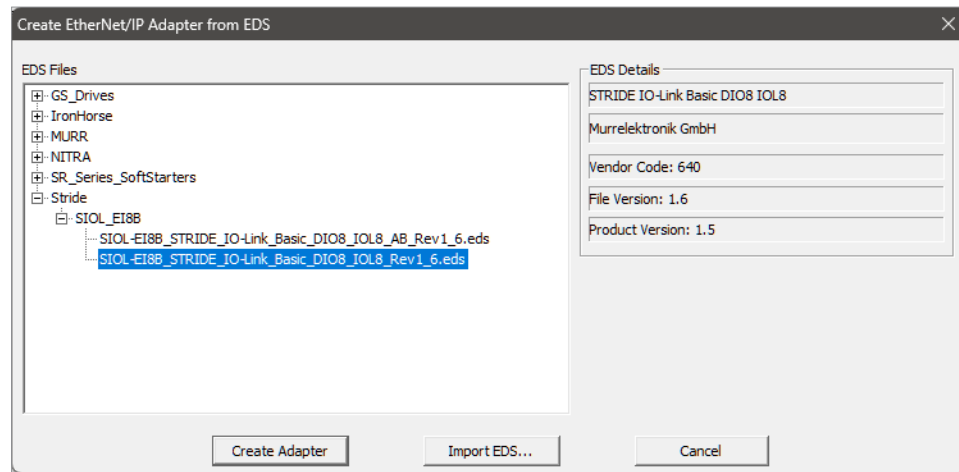 Create EtherNet/IP Adapter from EDS
EDS Files
GS_Drives
IronHorse
MURR
NITRA
SR_Series_SoftStarters
Stride
SIOL_EI8B
SIOL-EI8B_STRIDE_IO-Link_Basic_DIO8_IOL8_AB_Rev1_6.eds
SIOL-EI8B_STRIDE_IO-Link_Basic_DIO8_IOL8_Rev1_6.eds
EDS Details
STRIDE IO-Link Basic DIO8 IOL8
Murrelektronik GmbH
Vendor Code: 640
File Version: 1.6
Product Version: 1.5
Create Adapter
Import EDS...
Cancel